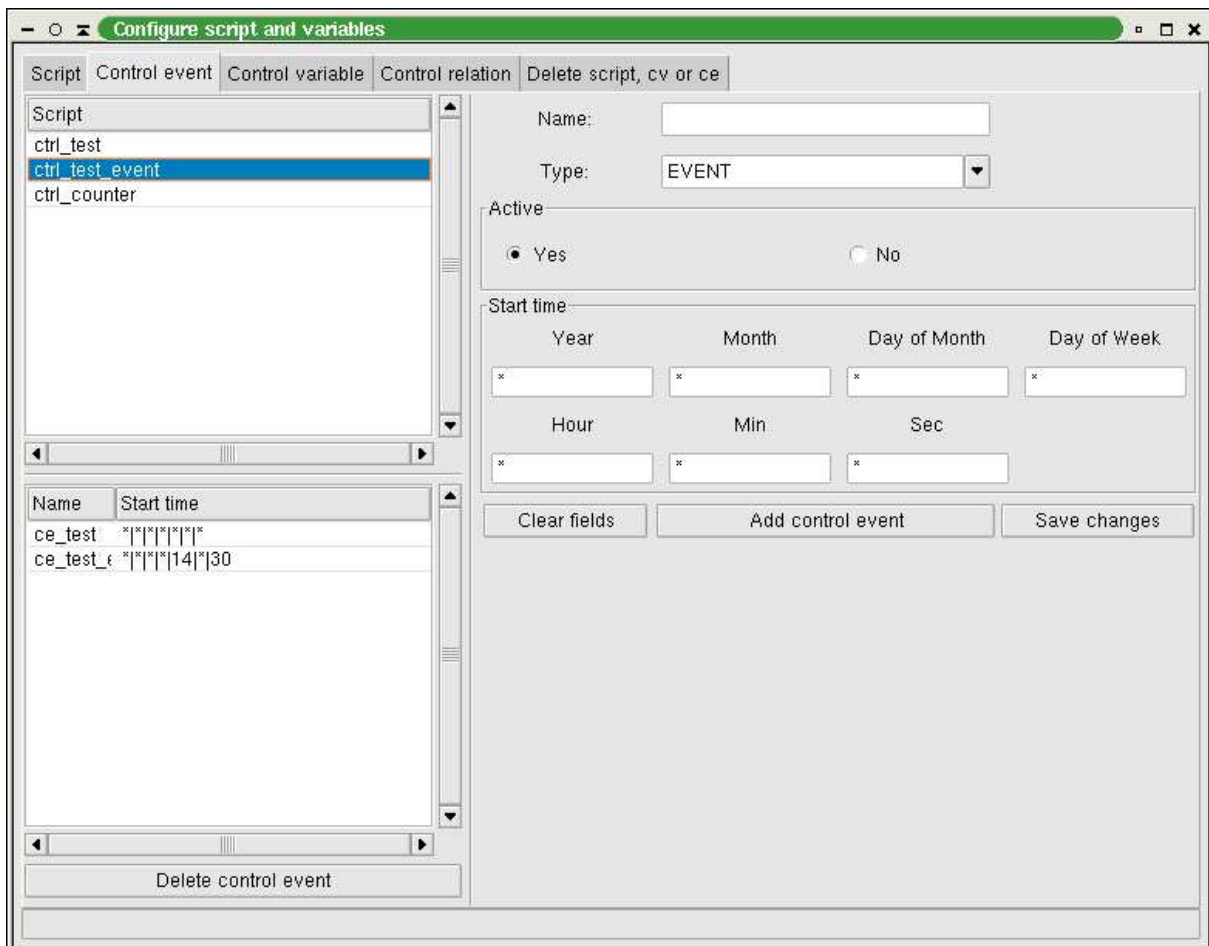 Configure script and variables
Script Control event Control variable Control relation Delete script, cv or ce
Script
ctrl_test
ctrl_test_event
ctrl_counter
Name:
Type: EVENT
Active
Yes No
Start time
Year Month Day of Month Day of Week
* * * *
Hour Min Sec
* * *
Clear fields Add control event Save changes
Name Start time
ce_test *|*|*|*|*|*|*
ce_test_ *|*|*|*|14|*|30
Delete control event